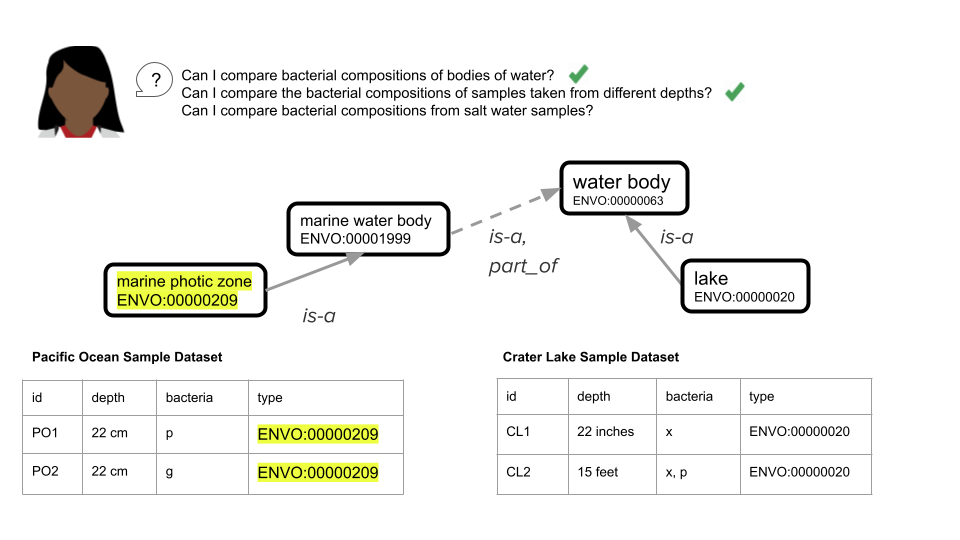 ?
Can I compare bacterial compositions of bodies of water?
Can I compare the bacterial compositions of samples taken from different depths?
Can I compare bacterial compositions from salt water samples?
water body
ENVO:00000063
marine water body
ENVO:00001999
is-a,
part_of
is-a
lake
ENVO:00000020
marine photic zone
ENVO:00000209
is-a
Pacific Ocean Sample Dataset
id depth bacteria type
PO1 22 cm p ENVO:00000209
PO2 22 cm g ENVO:00000209
Crater Lake Sample Dataset
id depth bacteria type
CL1 22 inches x ENVO:00000020
CL2 15 feet x, p ENVO:00000020